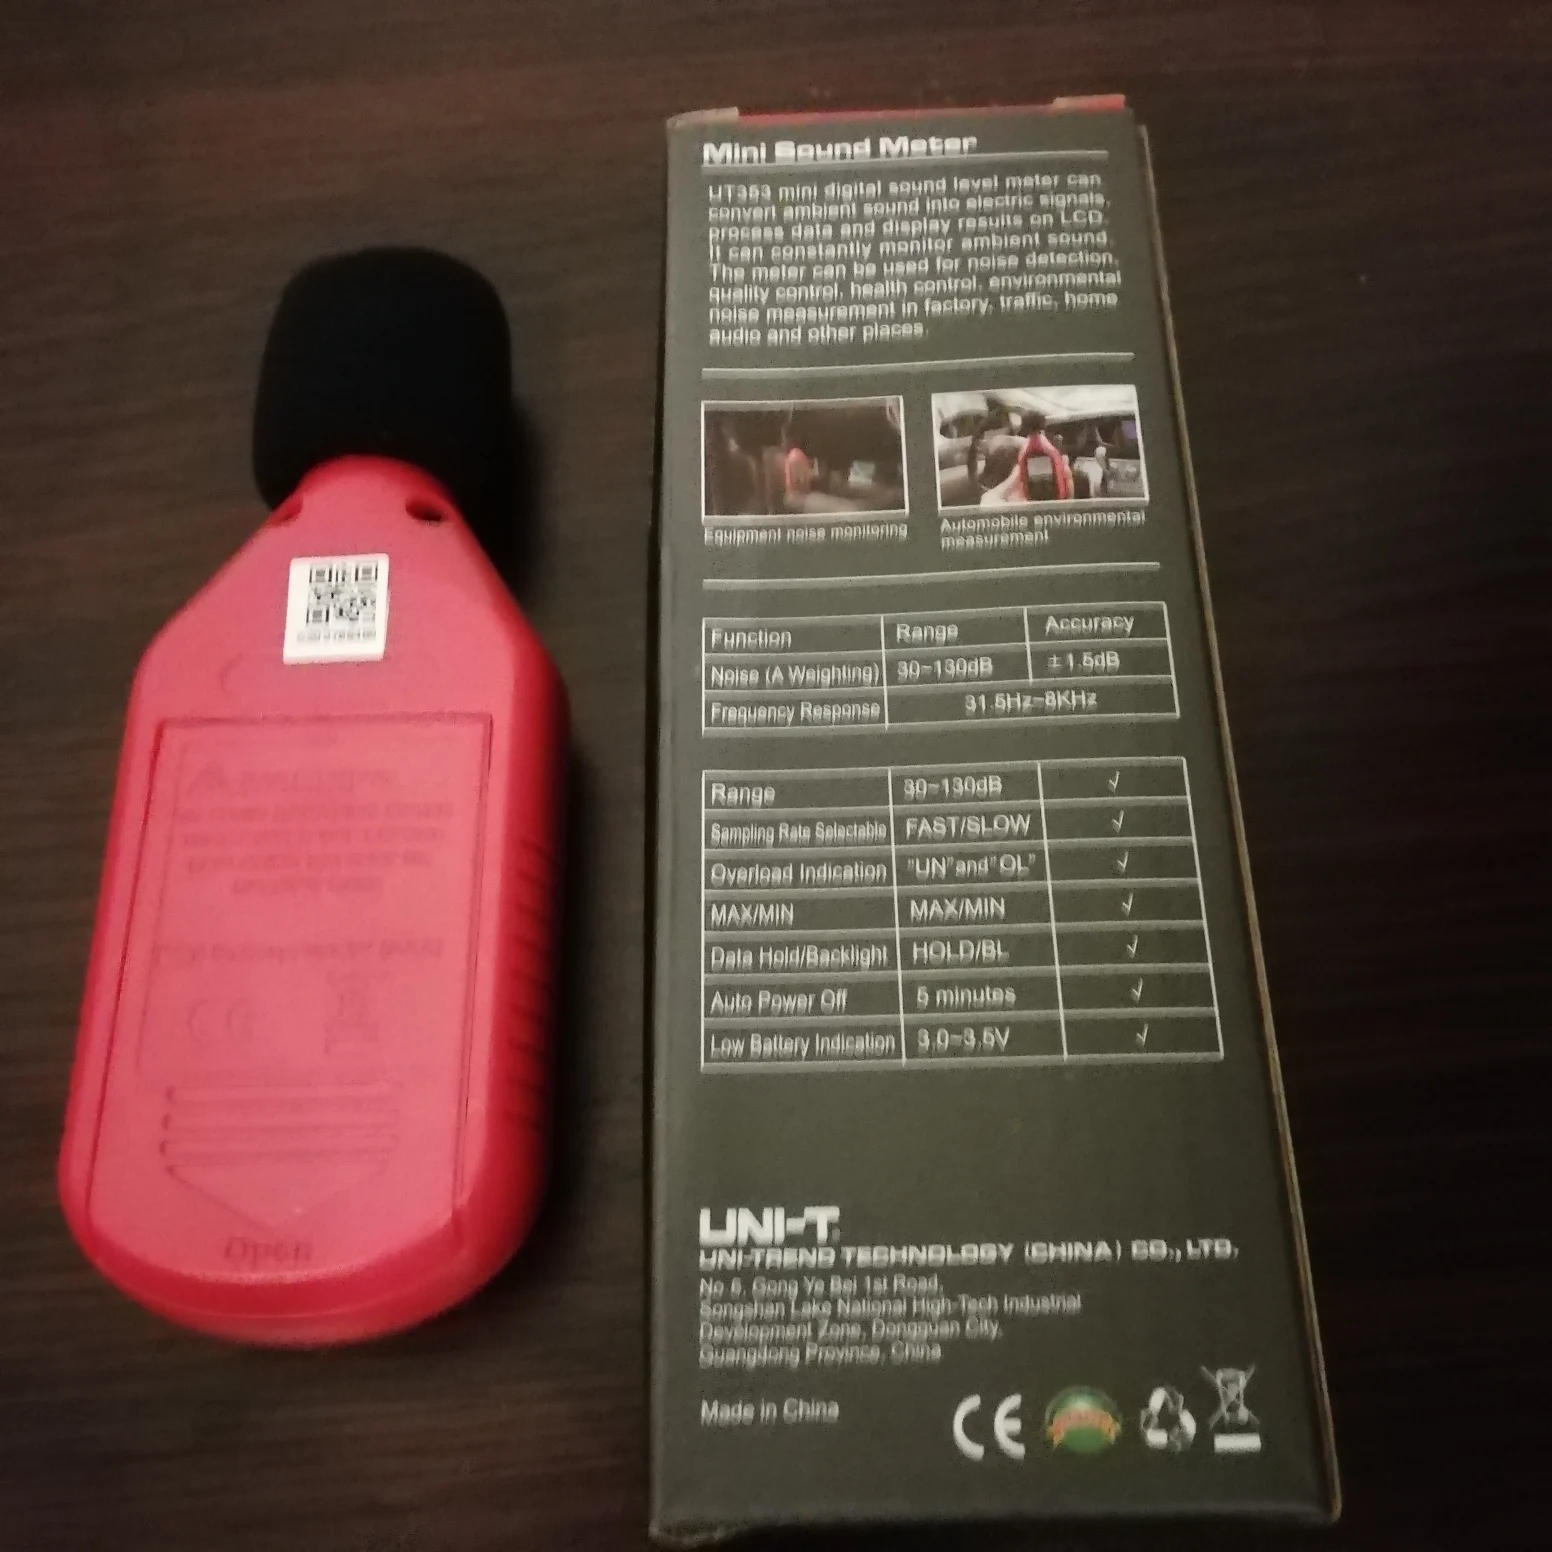 Mini Sound Meter
UT353 mini digital sound level meter can
convert ambient sound into electric signals,
process data and display results on LCD.
It can constantly monitor ambient sound.
The meter can be used for noise detection,
quality control, health control, environmental
noise measurement in factory, traffic, home
audio and other places.
Equipment noise monitoring
Automobile environmental
measurement
Function Range Accuracy
Noise (A Weighting) 30~130dB ±1.5dB
Frequency Response 31.5Hz~8KHz
Range 30~130dB √
Sampling Rate Selectable FAST/SLOW √
Overload Indication "UN"and"OL" √
MAX/MIN MAX/MIN √
Data Hold/Backlight HOLD/BL √
Auto Power Off 5 minutes √
Low Battery Indication 3.0~3.5V √
UNI-T
UNI-TREND TECHNOLOGY (CHINA) CO., LTD.
No 6, Gong Ye Bei 1st Road,
Songshan Lake National High-Tech Industrial
Development Zone, Dongguan City,
Guangdong Province, China
Made in China
CE
CE
Open